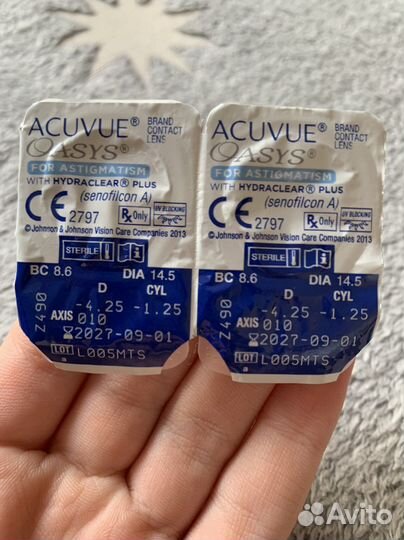 ACUVUE® BRAND
OASYS® CONTACT
LENS
FOR ASTIGMATISM
WITH HYDRACLEAR® PLUS
(senofilcon A) UV BLOCKING
CE 2797 Rx Only
© Johnson & Johnson Vision Care Companies 2013
STERILE
BC 8.6 DIA 14.5
D CYL
-4.25 -1.25
AXIS 010
2027-09-01
LOT L005MTS
a
Z490
ACUVUE® BRAND
OASYS® CONTACT
LENS
FOR ASTIGMATISM
WITH HYDRACLEAR® PLUS
(senofilcon A) UV BLOCKING
CE 2797 Rx Only
© Johnson & Johnson Vision Care Companies 2013
STERILE
BC 8.6 DIA 14.5
D CYL
-4.25 -1.25
AXIS 010
2027-09-01
LOT L005MTS
a
Z490
Avito